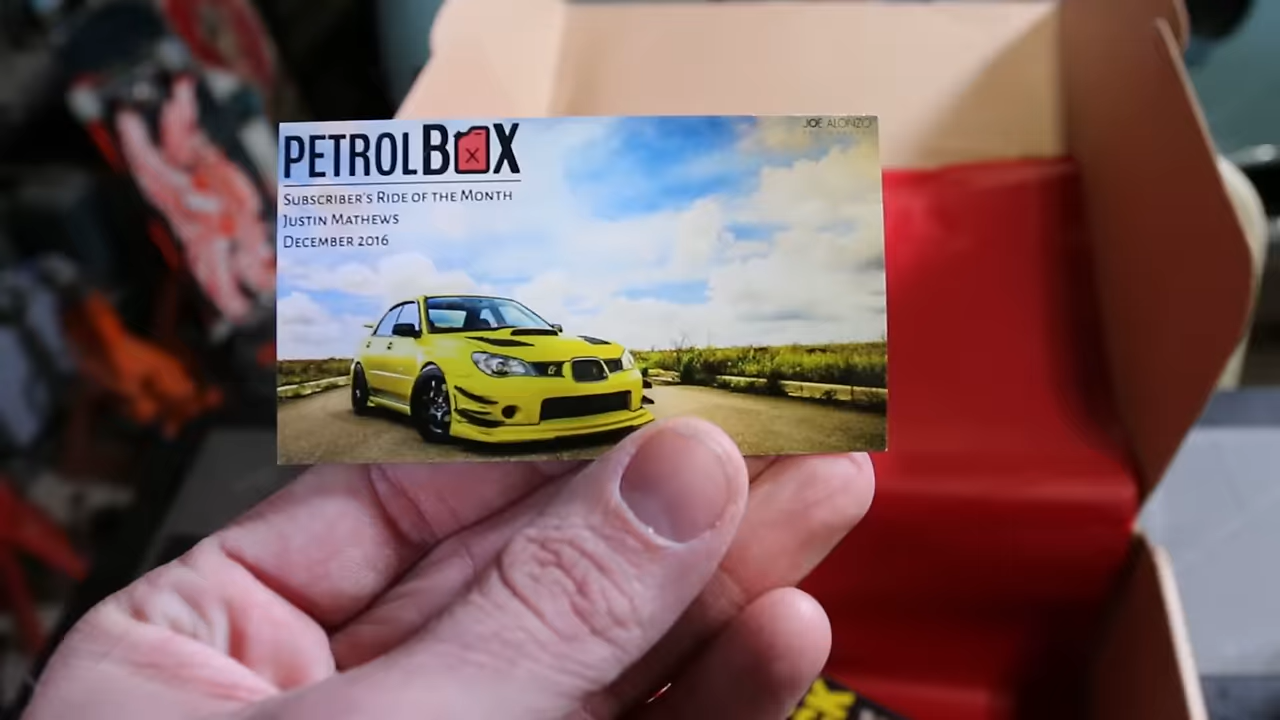 PETROLBOX
SUBSCRIBER'S RIDE OF THE MONTH
JUSTIN MATHEWS
DECEMBER 2016
JOE ALONZO